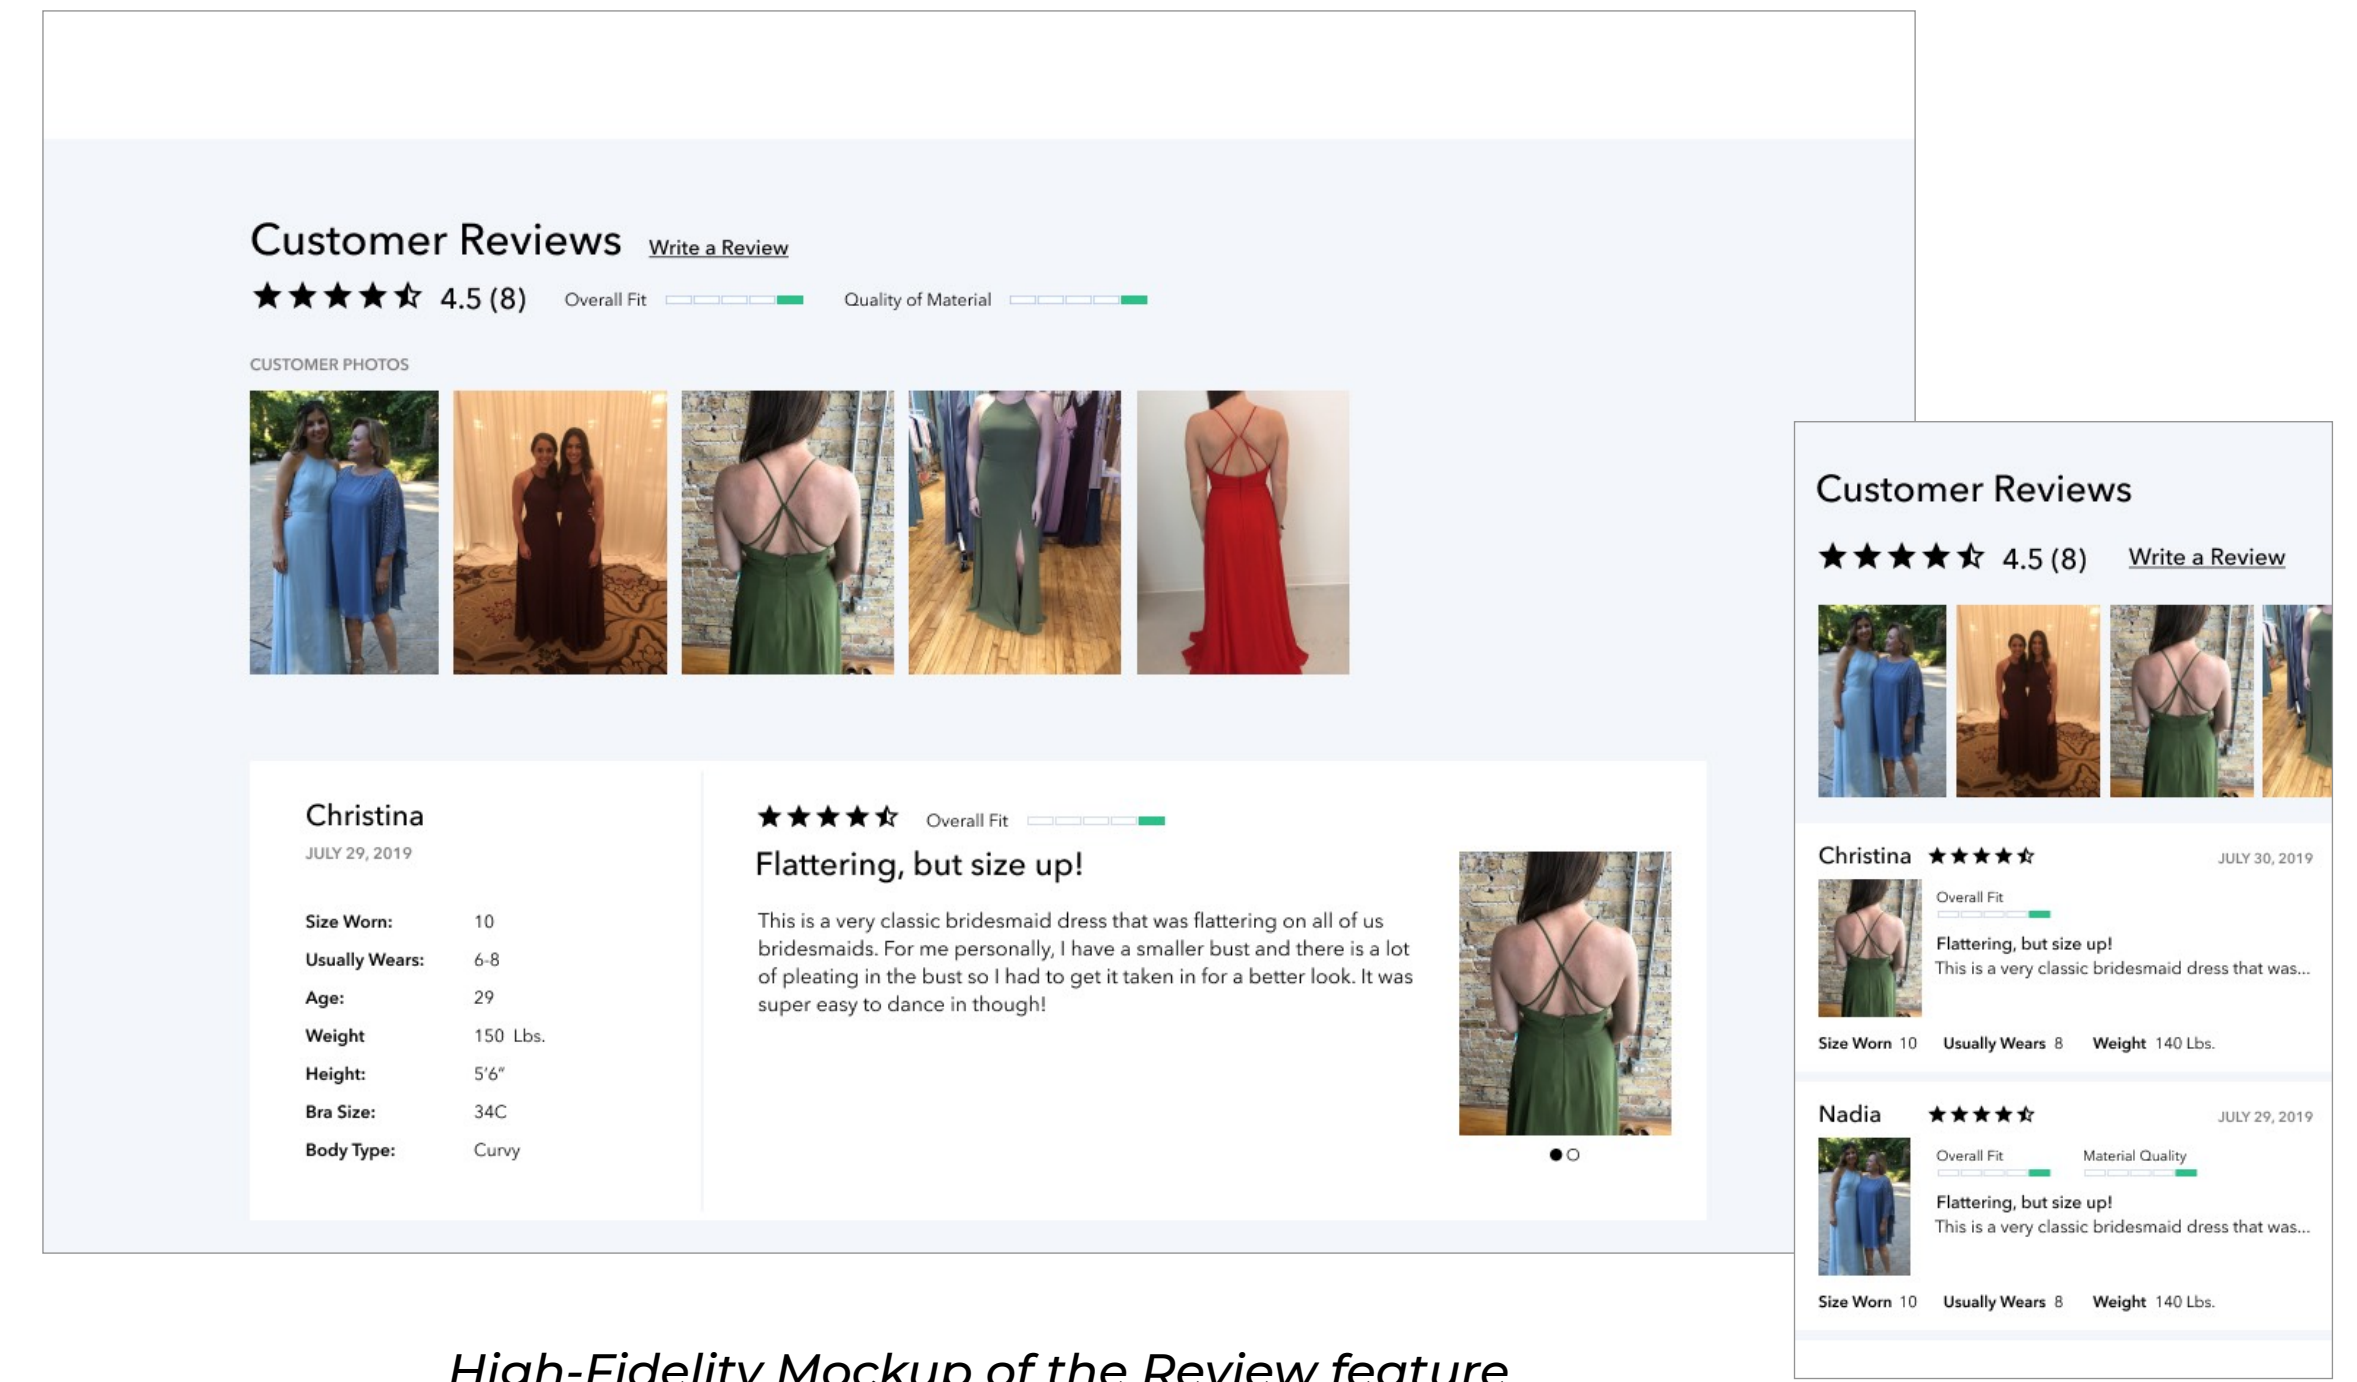 Customer Reviews Write a Review
4.5 (8) Overall Fit Quality of Material
CUSTOMER PHOTOS
Christina
JULY 29, 2019
Size Worn: 10
Usually Wears: 6-8
Age: 29
Weight 150 Lbs.
Height: 5'6"
Bra Size: 34C
Body Type: Curvy
Overall Fit
Flattering, but size up!
This is a very classic bridesmaid dress that was flattering on all of us
bridesmaids. For me personally, I have a smaller bust and there is a lot
of pleating in the bust so I had to get it taken in for a better look. It was
super easy to dance in though!
Customer Reviews
4.5 (8) Write a Review
Christina JULY 30, 2019
Overall Fit
Flattering, but size up!
This is a very classic bridesmaid dress that was...
Size Worn 10 Usually Wears 8 Weight 140 Lbs.
Nadia JULY 29, 2019
Overall Fit Material Quality
Flattering, but size up!
This is a very classic bridesmaid dress that was...
Size Worn 10 Usually Wears 8 Weight 140 Lbs.
High-Fidelity Mockup of the Review feature